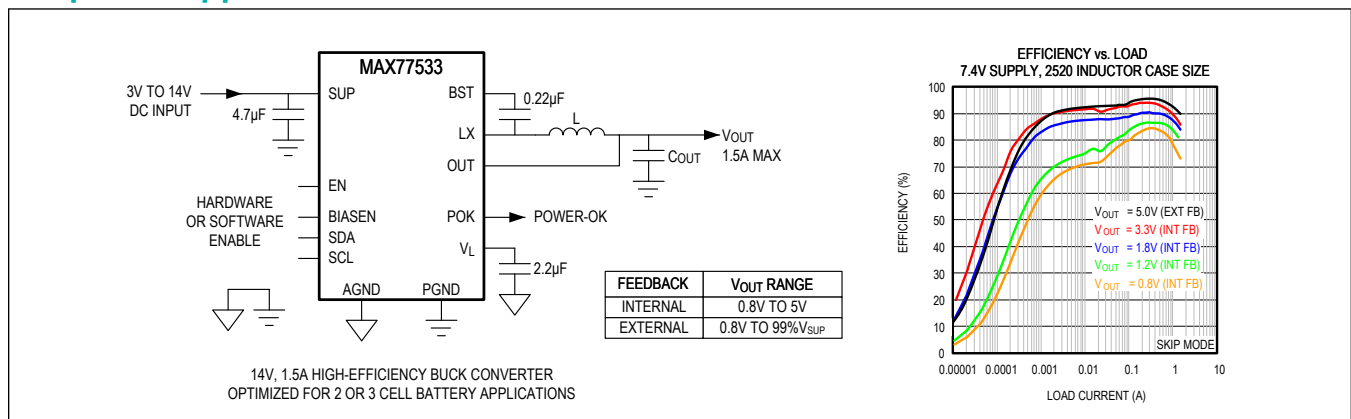 MAX77533
3V TO 14V
DC INPUT
4.7µF
SUP
BST
0.22µF
LX
L
OUT
VOUT
1.5A MAX
COUT
EN
HARDWARE
OR SOFTWARE
ENABLE
BIASEN
SDA
SCL
POK
POWER-OK
VL
2.2µF
AGND
PGND
FEEDBACK VOUT RANGE
INTERNAL 0.8V TO 5V
EXTERNAL 0.8V TO 99%VSUP
14V, 1.5A HIGH-EFFICIENCY BUCK CONVERTER
OPTIMIZED FOR 2 OR 3 CELL BATTERY APPLICATIONS
EFFICIENCY vs. LOAD
7.4V SUPPLY, 2520 INDUCTOR CASE SIZE
EFFICIENCY (%)
100
90
80
70
60
50
40
30
20
10
0
VOUT = 5.0V (EXT FB)
VOUT = 3.3V (INT FB)
VOUT = 1.8V (INT FB)
VOUT = 1.2V (INT FB)
VOUT = 0.8V (INT FB)
SKIP MODE
0.00001 0.0001 0.001 0.01 0.1 1 10
LOAD CURRENT (A)